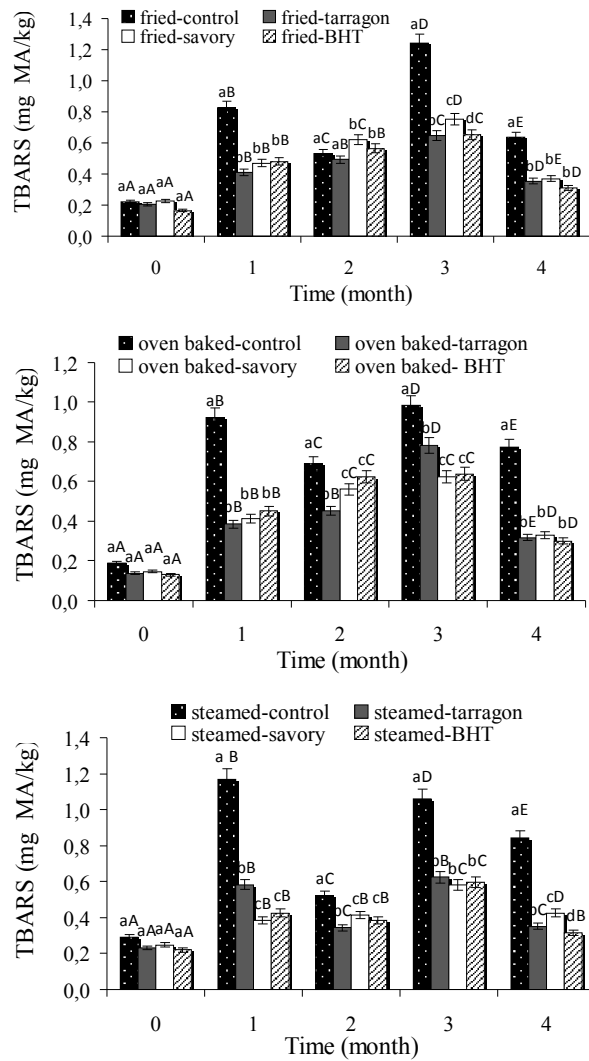 fried-control fried-tarragon
fried-savory fried-BHT
TBARS (mg MA/kg)
1,4
1,2
1,0
0,8
0,6
0,4
0,2
0,0
aA aA aA aA
aB bB bB bB
aC aB bC bB
aD bC cD dC
aE bD bE bD
0 1 2 3 4
Time (month)
oven baked-control oven baked-tarragon
oven baked-savory oven baked- BHT
TBARS (mg MA/kg)
1,2
1,0
0,8
0,6
0,4
0,2
0,0
aA aA aA aA
aB bB bB bB
aC bB cC cC
aD bD cC cC
aE bE bD bD
0 1 2 3 4
Time (month)
steamed-control steamed-tarragon
steamed-savory steamed-BHT
TBARS (mg MA/kg)
1,4
1,2
1,0
0,8
0,6
0,4
0,2
0,0
aA aA aA aA
a B bB cB cB
aC bC cB cB
aD bB bC bC
aE bC cD dB
0 1 2 3 4
Time (month)